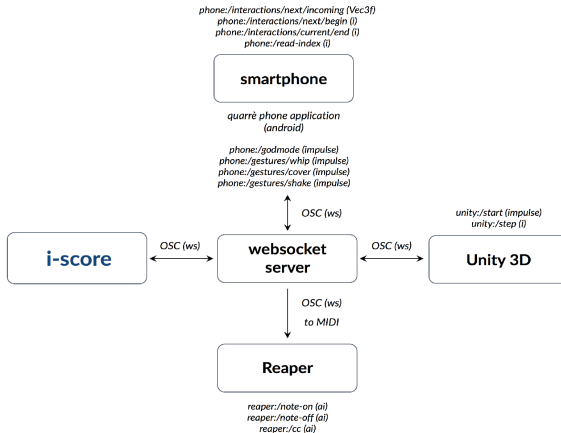 phone:/interactions/next/incoming (Vec3f)
phone:/interactions/next/begin (i)
phone:/interactions/current/end (i)
phone:/read-index (i)
smartphone
quarrè phone application
(android)
phone:/godmode (impulse)
phone:/gestures/whip (impulse)
phone:/gestures/cover (impulse)
phone:/gestures/shake (impulse)
OSC (ws)
unity:/start (impulse)
unity:/step (i)
i-score
OSC (ws)
websocket
server
OSC (ws)
Unity 3D
OSC (ws)
to MIDI
Reaper
reaper:/note-on (ai)
reaper:/note-off (ai)
reaper:/cc (ai)